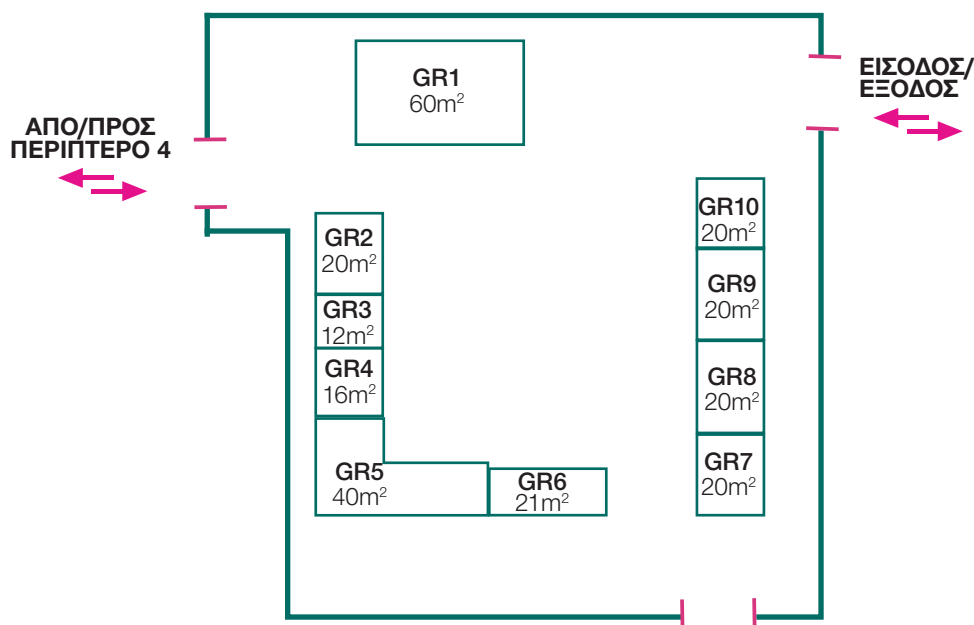 GR1
60m²
ΕΙΣΟΔΟΣ/
ΕΞΟΔΟΣ
ΑΠΟ/ΠΡΟΣ
ΠΕΡΙΠΤΕΡΟ 4
GR2
20m²
GR3
12m²
GR4
16m²
GR5
40m²
GR6
21m²
GR10
20m²
GR9
20m²
GR8
20m²
GR7
20m²